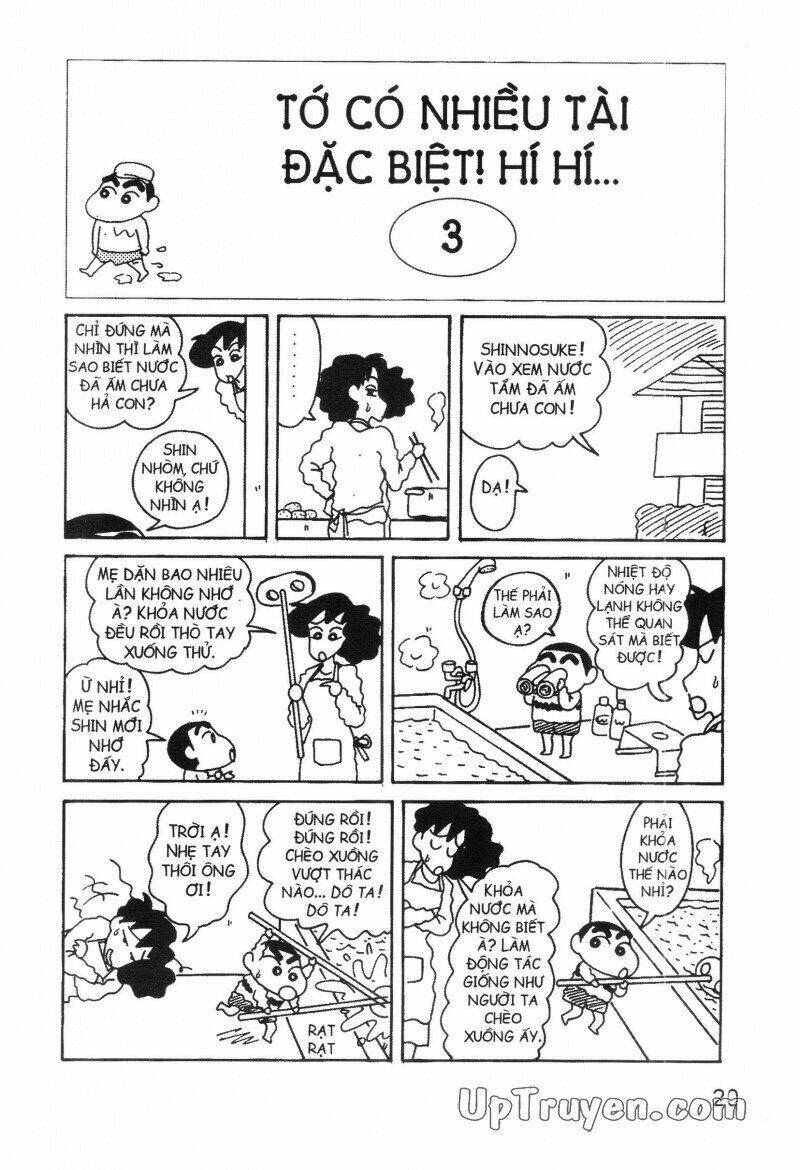 TỚ CÓ NHIỀU TÀI
ĐẶC BIỆT! HÍ HÍ...
3
SHINNOSUKE!
VÀO XEM NƯỚC
TẮM ĐÃ ẤM
CHƯA CON!
DẠ!
......
CHỈ ĐỨNG MÀ
NHÌN THÌ LÀM
SAO BIẾT NƯỚC
ĐÃ ẤM CHƯA
HẢ CON?
SHIN
NHÒM, CHỨ
KHÔNG
NHÌN Ạ!
NHIỆT ĐỘ
NÓNG HAY
LẠNH KHÔNG
THỂ QUAN
SÁT MÀ BIẾT
ĐƯỢC!
THẾ PHẢI
LÀM SAO
Ạ?
MẸ DẶN BAO NHIÊU
LẦN KHÔNG NHỚ
À? KHỎA NƯỚC
ĐỀU RỒI THÒ TAY
XUỐNG THỬ.
Ừ NHỈ!
MẸ NHẮC
SHIN MỚI
NHỚ
ĐẤY.
PHẢI
KHỎA
NƯỚC
THẾ NÀO
NHỈ?
KHỎA
NƯỚC MÀ
KHÔNG BIẾT
À? LÀM
ĐỘNG TÁC
GIỐNG NHƯ
NGƯỜI TA
CHÈO
XUỒNG ẤY.
ĐÚNG RỒI!
ĐÚNG RỒI!
CHÈO XUỒNG
VƯỢT THÁC
NÀO... DÔ TA!
DÔ TA!
TRỜI Ạ!
NHẸ TAY
THÔI ÔNG
ƠI!
RẠT
RẠT
UpTruyen.com